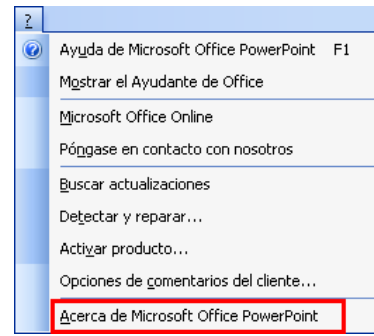 ?
Ayuda de Microsoft Office PowerPoint F1
Mostrar el Ayudante de Office
Microsoft Office Online
Póngase en contacto con nosotros
Buscar actualizaciones
Detectar y reparar...
Activar producto...
Opciones de comentarios del cliente...
Acerca de Microsoft Office PowerPoint